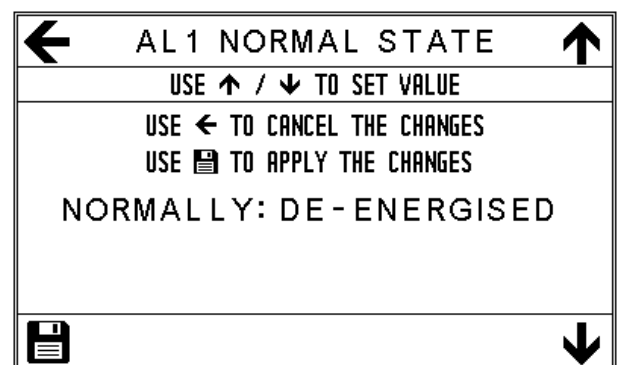 AL1 NORMAL STATE
USE ↑ / ↓ TO SET VALUE
USE ← TO CANCEL THE CHANGES
USE 💾 TO APPLY THE CHANGES
NORMALLY: DE-ENERGISED